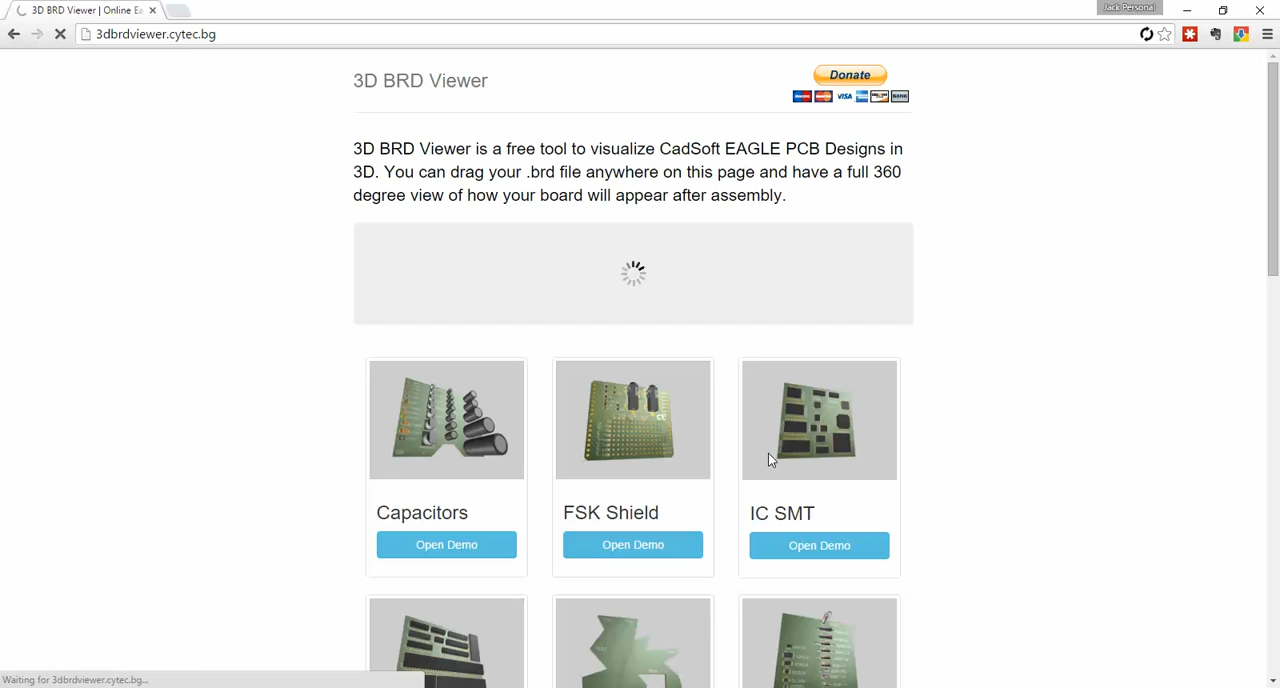 3D BRD Viewer | Online Ea
Jack Personal
3dbrdviewer.cytec.bg
3D BRD Viewer
Donate
VISA
BANK
3D BRD Viewer is a free tool to visualize CadSoft EAGLE PCB Designs in
3D. You can drag your .brd file anywhere on this page and have a full 360
degree view of how your board will appear after assembly.
Capacitors
FSK Shield
IC SMT
Open Demo
Open Demo
Open Demo
Waiting for 3dbrdviewer.cytec.bg...